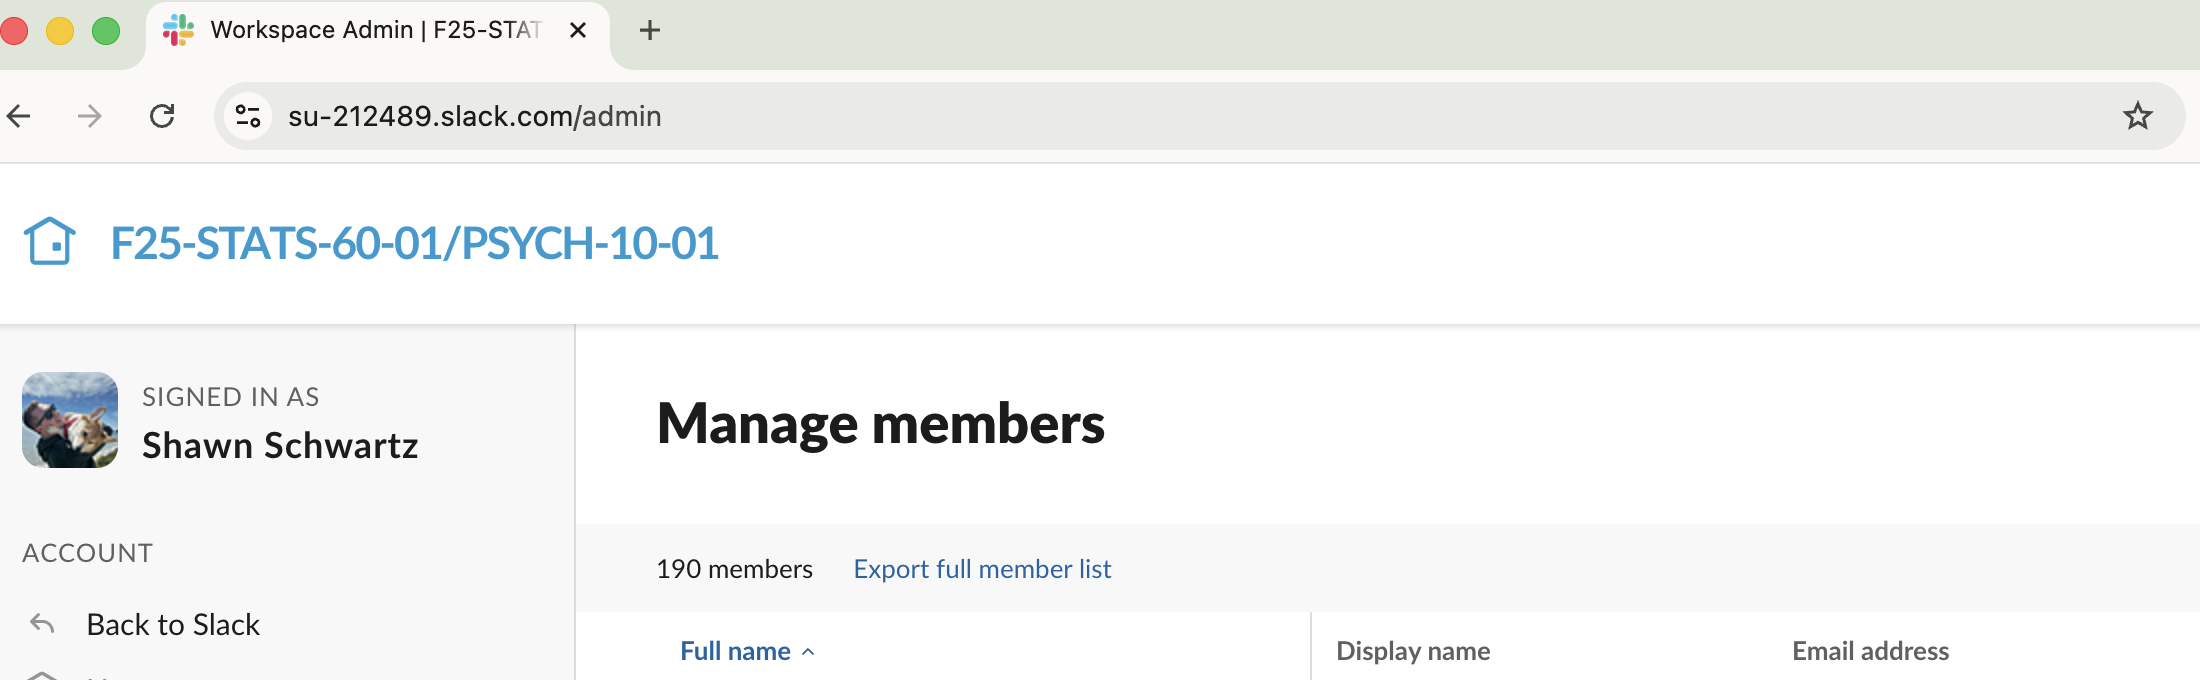 Workspace Admin | F25-STAT
su-212489.slack.com/admin
F25-STATS-60-01/PSYCH-10-01
SIGNED IN AS
Shawn Schwartz
ACCOUNT
Back to Slack
Manage members
190 members Export full member list
Full name Display name Email address